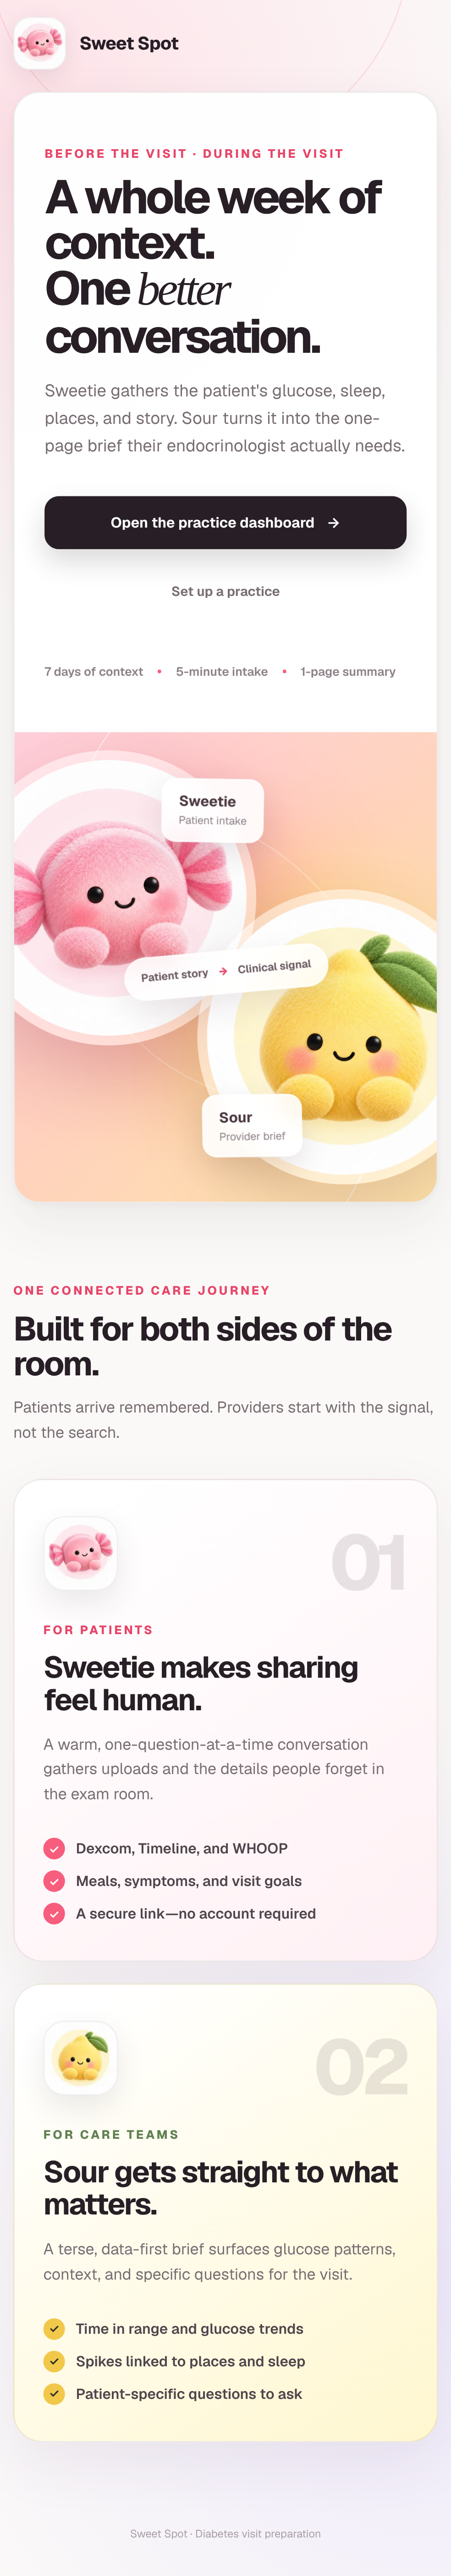 Sweet Spot
BEFORE THE VISIT · DURING THE VISIT
A whole week of
context.
One better
conversation.
Sweetie gathers the patient's glucose, sleep,
places, and story. Sour turns it into the one-
page brief their endocrinologist actually needs.
Open the practice dashboard →
Set up a practice
7 days of context • 5-minute intake • 1-page summary
Sweetie
Patient intake
Patient story → Clinical signal
Sour
Provider brief
ONE CONNECTED CARE JOURNEY
Built for both sides of the
room.
Patients arrive remembered. Providers start with the signal,
not the search.
01
FOR PATIENTS
Sweetie makes sharing
feel human.
A warm, one-question-at-a-time conversation
gathers uploads and the details people forget in
the exam room.
Dexcom, Timeline, and WHOOP
Meals, symptoms, and visit goals
A secure link—no account required
02
FOR CARE TEAMS
Sour gets straight to what
matters.
A terse, data-first brief surfaces glucose patterns,
context, and specific questions for the visit.
Time in range and glucose trends
Spikes linked to places and sleep
Patient-specific questions to ask
Sweet Spot · Diabetes visit preparation